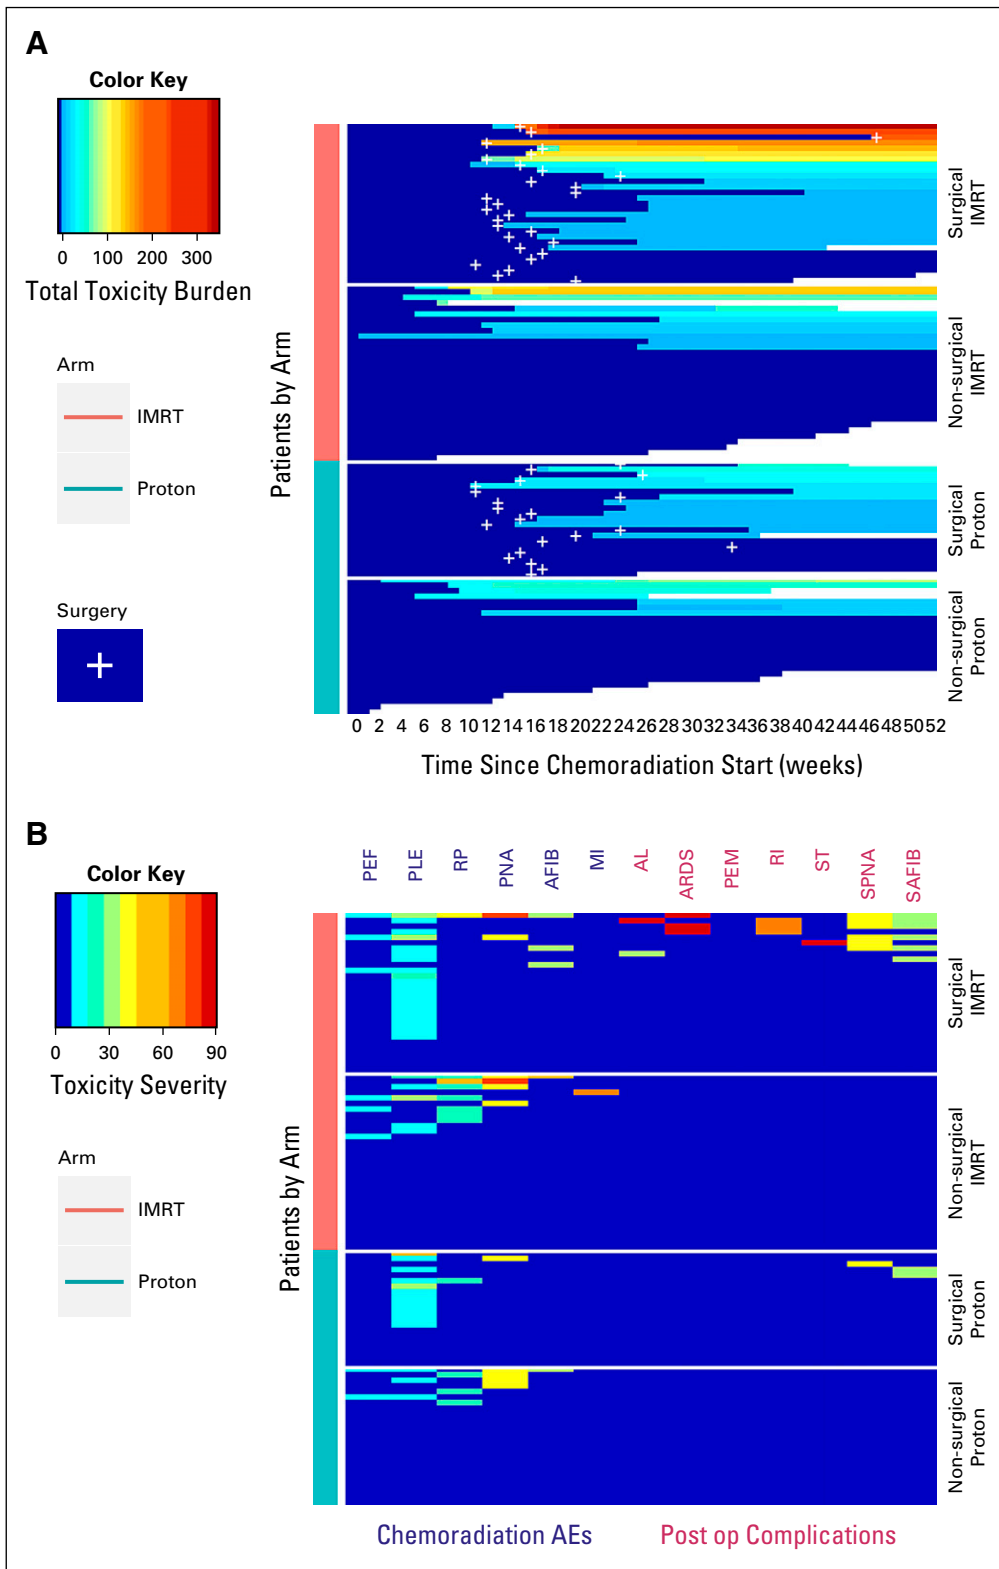 A
Color Key
0 100 200 300
Total Toxicity Burden
Arm
IMRT
Proton
Surgery
Patients by Arm
Surgical
IMRT
Non-surgical
IMRT
Surgical
Proton
Non-surgical
Proton
0 2 4 6 8 10 12 14 16 18 20 22 24 26 28 30 32 34 36 38 40 42 44 46 48 50 52
Time Since Chemoradiation Start (weeks)
B
Color Key
0 30 60 90
Toxicity Severity
Arm
IMRT
Proton
PEF PLE RP PNA AFIB MI AL ARDS PEM RI ST SPNA SAFIB
Patients by Arm
Surgical
IMRT
Non-surgical
IMRT
Surgical
Proton
Non-surgical
Proton
Chemoradiation AEs Post op Complications